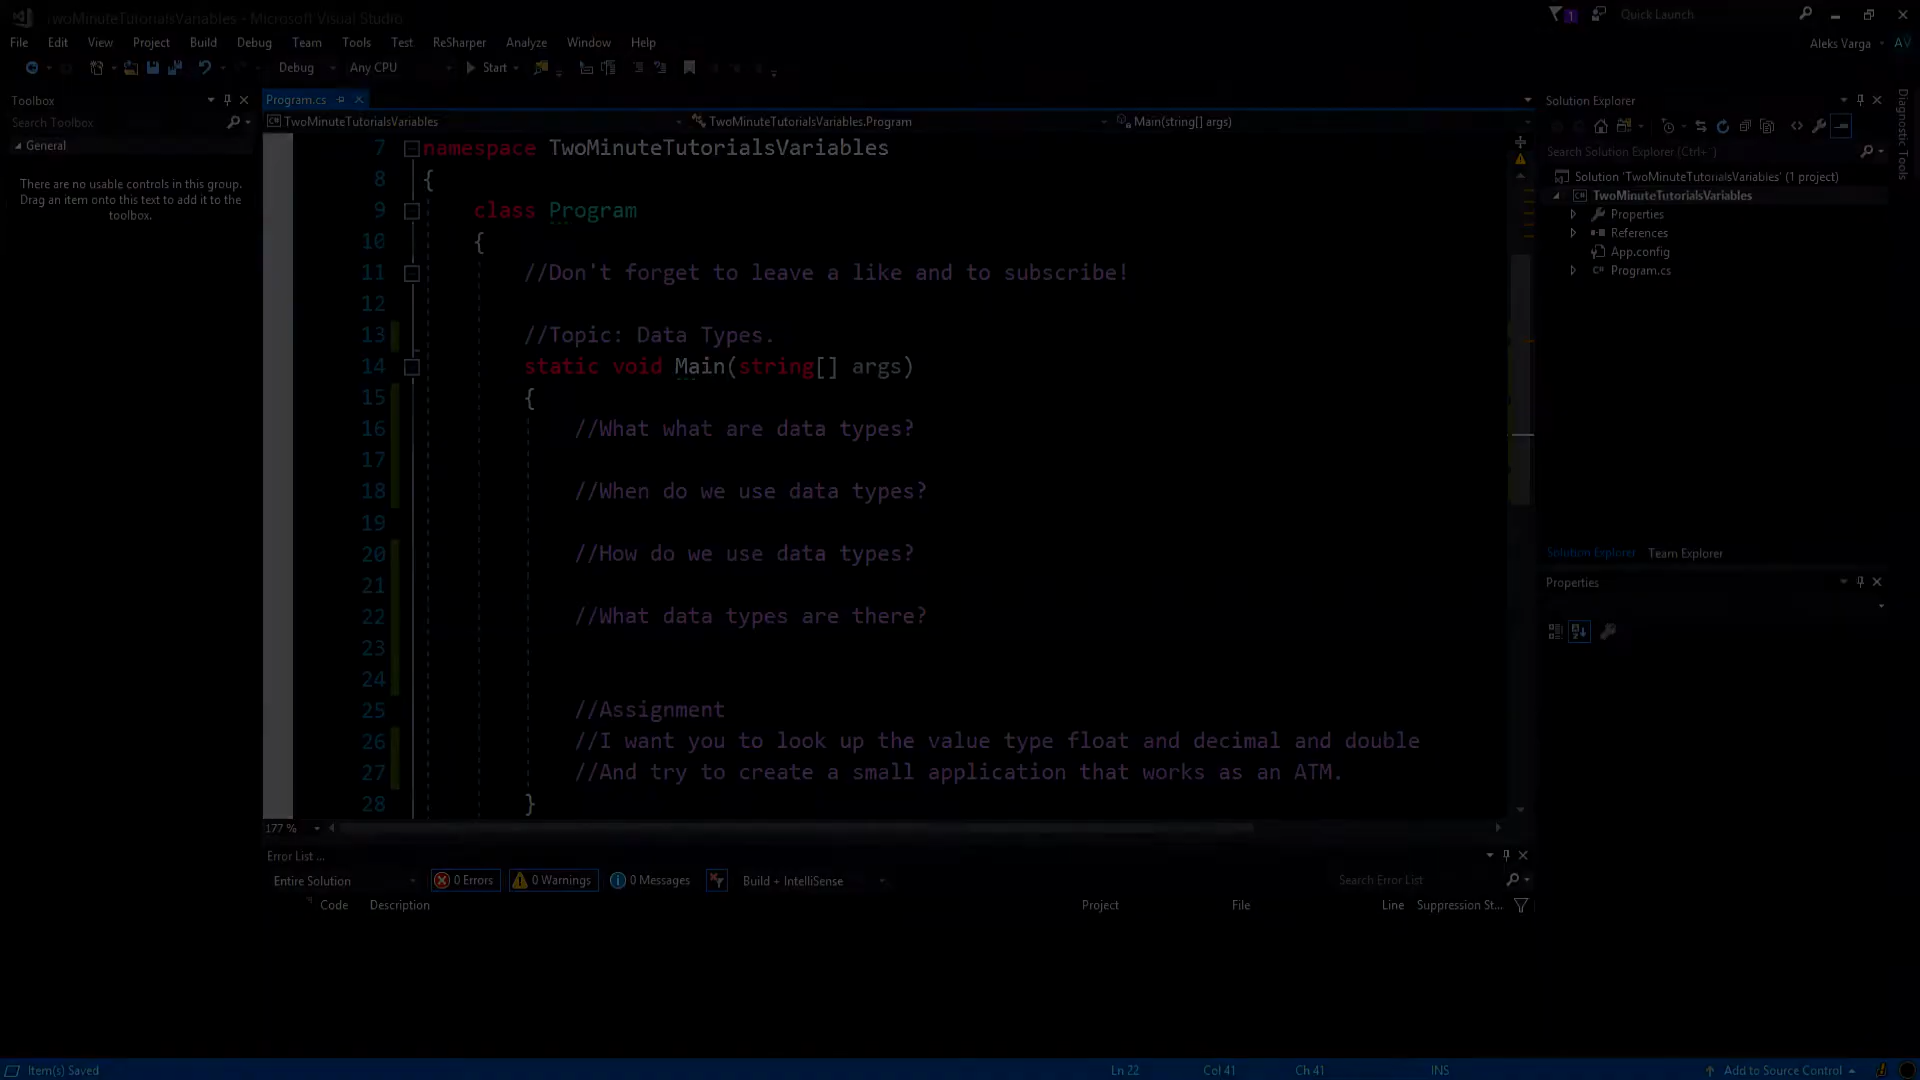 TwoMinuteTutorialsVariables - Microsoft Visual Studio
1
Quick Launch
File Edit View Project Build Debug Team Tools Test ReSharper Analyze Window Help
Aleks Varga AV
Debug Any CPU Start
Toolbox
Search Toolbox
General
There are no usable controls in this group.
Drag an item onto this text to add it to the
toolbox.
Program.cs
TwoMinuteTutorialsVariables TwoMinuteTutorialsVariables.Program Main(string[] args)
7 namespace TwoMinuteTutorialsVariables
8 {
9 class Program
10 {
11 //Don't forget to leave a like and to subscribe!
12
13 //Topic: Data Types.
14 static void Main(string[] args)
15 {
16 //What what are data types?
17
18 //When do we use data types?
19
20 //How do we use data types?
21
22 //What data types are there?
23
24
25 //Assignment
26 //I want you to look up the value type float and decimal and double
27 //And try to create a small application that works as an ATM.
28 }
177 %
Error List ...
Entire Solution 0 Errors 0 Warnings 0 Messages Build + IntelliSense Search Error List
Code Description Project File Line Suppression St...
Solution Explorer
Search Solution Explorer (Ctrl+¨)
Solution 'TwoMinuteTutorialsVariables' (1 project)
TwoMinuteTutorialsVariables
Properties
References
App.config
Program.cs
Solution Explorer Team Explorer
Properties
Diagnostic Tools
Item(s) Saved Ln 22 Col 41 Ch 41 INS Add to Source Control